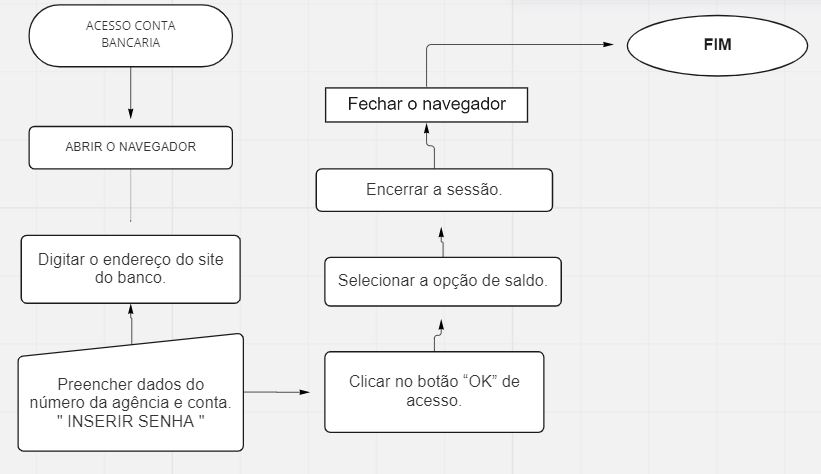 ACESSO CONTA
BANCARIA
ABRIR O NAVEGADOR
Digitar o endereço do site
do banco.
Preencher dados do
número da agência e conta.
" INSERIR SENHA "
Clicar no botão “OK” de
acesso.
Selecionar a opção de saldo.
Encerrar a sessão.
Fechar o navegador
FIM